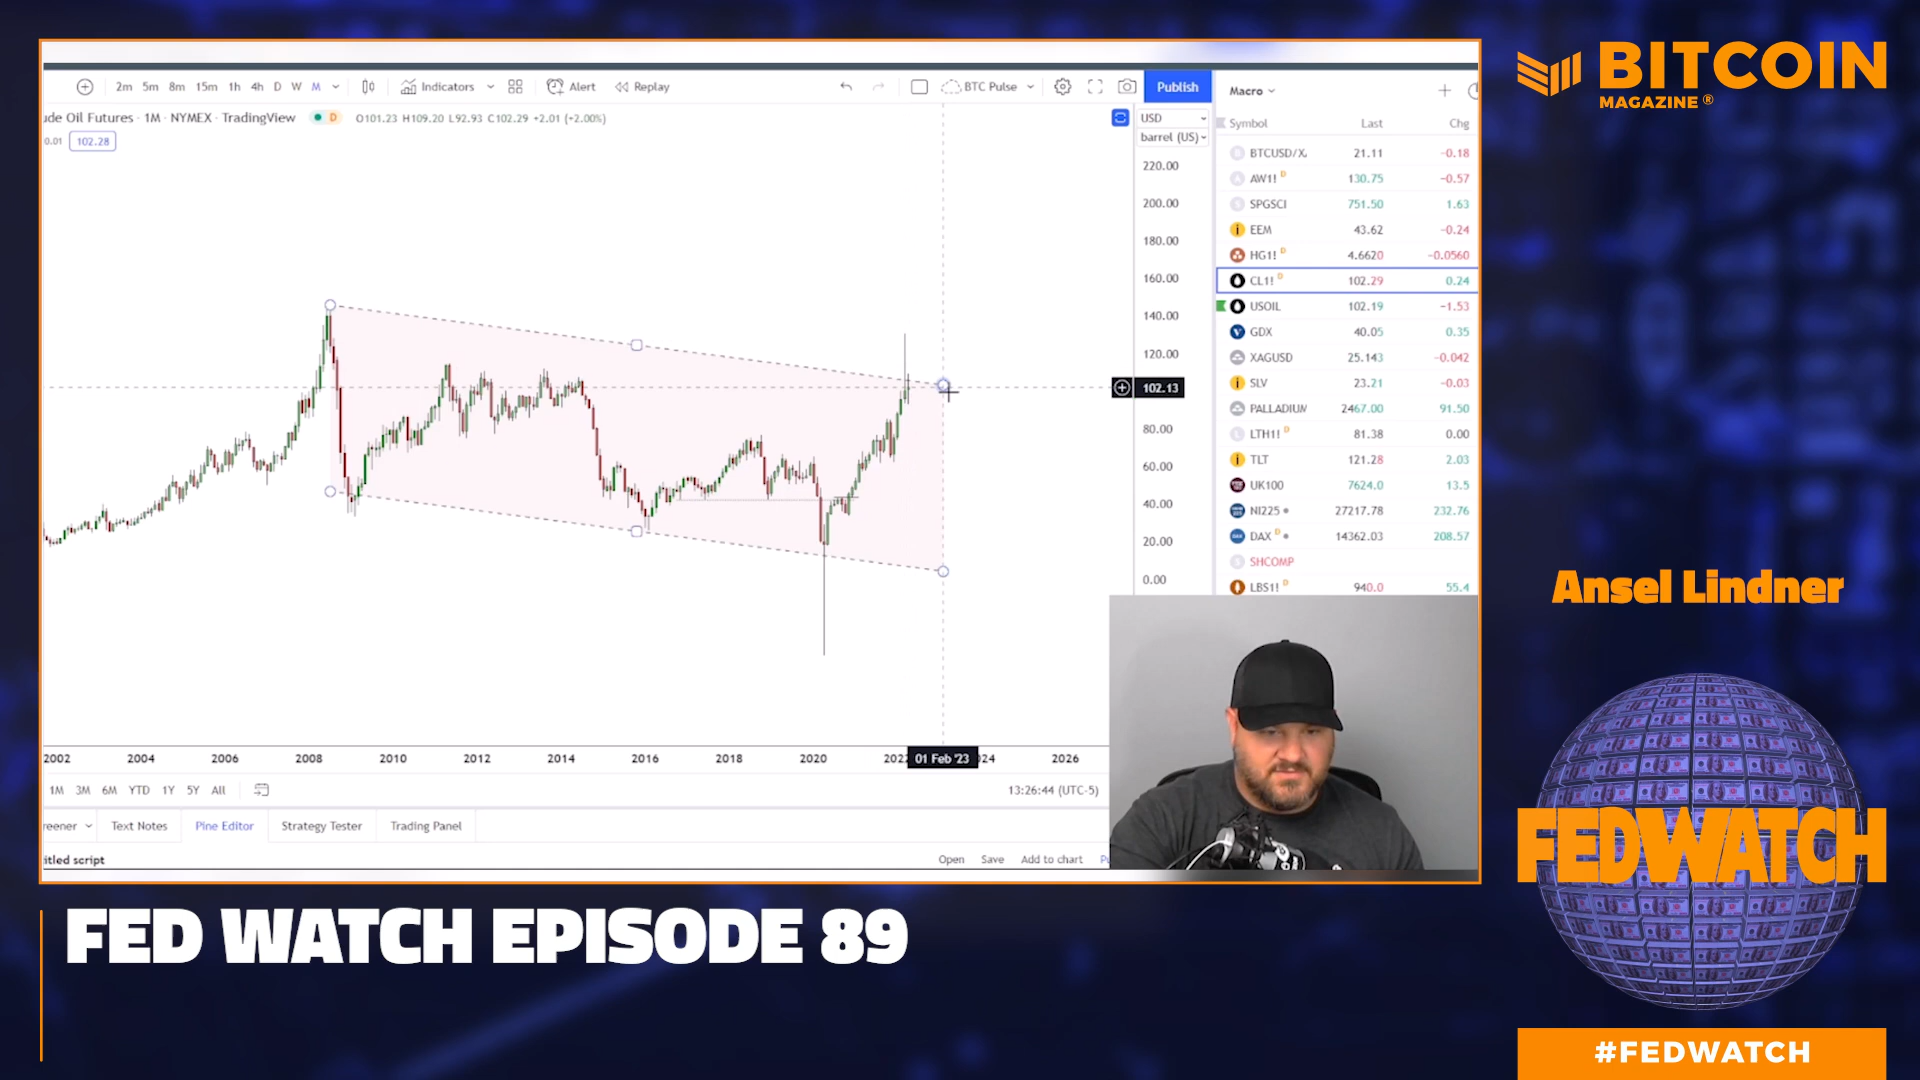 BITCOIN
MAGAZINE ®
2m 5m 8m 15m 1h 4h D W M Indicators Alert Replay BTC Pulse Publish
ude Oil Futures · 1M · NYMEX · TradingView D O101.23 H109.20 L92.93 C102.29 +2.01 (+2.00%)
0.01 102.28
USD
barrel (US)
220.00
200.00
180.00
160.00
140.00
120.00
102.13
80.00
60.00
40.00
20.00
0.00
Macro
Symbol Last Chg
BTCUSD/X 21.11 -0.18
AW1! D 130.75 -0.57
SPGSCI 751.50 1.63
EEM 43.62 -0.24
HG1! D 4.6620 -0.0560
CL1! D 102.29 0.24
USOIL 102.19 -1.53
GDX 40.05 0.35
XAGUSD 25.143 -0.042
SLV 23.21 -0.03
PALLADIUM 2467.00 91.50
LTH1! D 81.38 0.00
TLT 121.28 2.03
UK100 7624.0 13.5
NI225 27217.78 232.76
DAX D 14362.03 208.57
SHCOMP
LBS1! D 940.0 55.4
2002 2004 2006 2008 2010 2012 2014 2016 2018 2020 202 01 Feb '23 24 2026
1M 3M 6M YTD 1Y 5Y All 13:26:44 (UTC-5)
reener Text Notes Pine Editor Strategy Tester Trading Panel
itled script Open Save Add to chart Pu
Ansel Lindner
FEDWATCH
FED WATCH EPISODE 89
#FEDWATCH